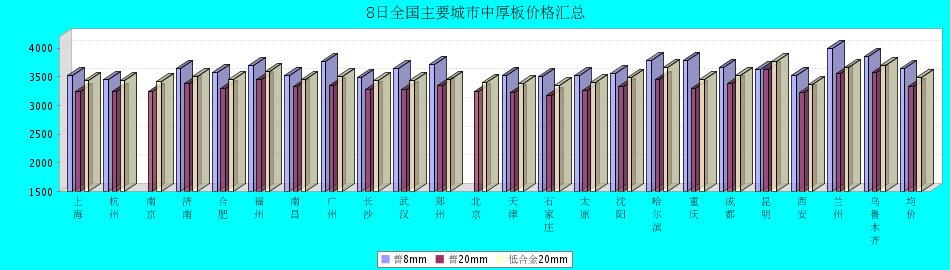 8日全国主要城市中厚板价格汇总
4000
3500
3000
2500
2000
1500
上海 杭州 南京 济南 合肥 福州 南昌 广州 长沙 武汉 郑州 北京 天津 石家庄 太原 沈阳 哈尔滨 重庆 成都 昆明 西安 兰州 乌鲁木齐 均价
普8mm 普20mm 低合金20mm